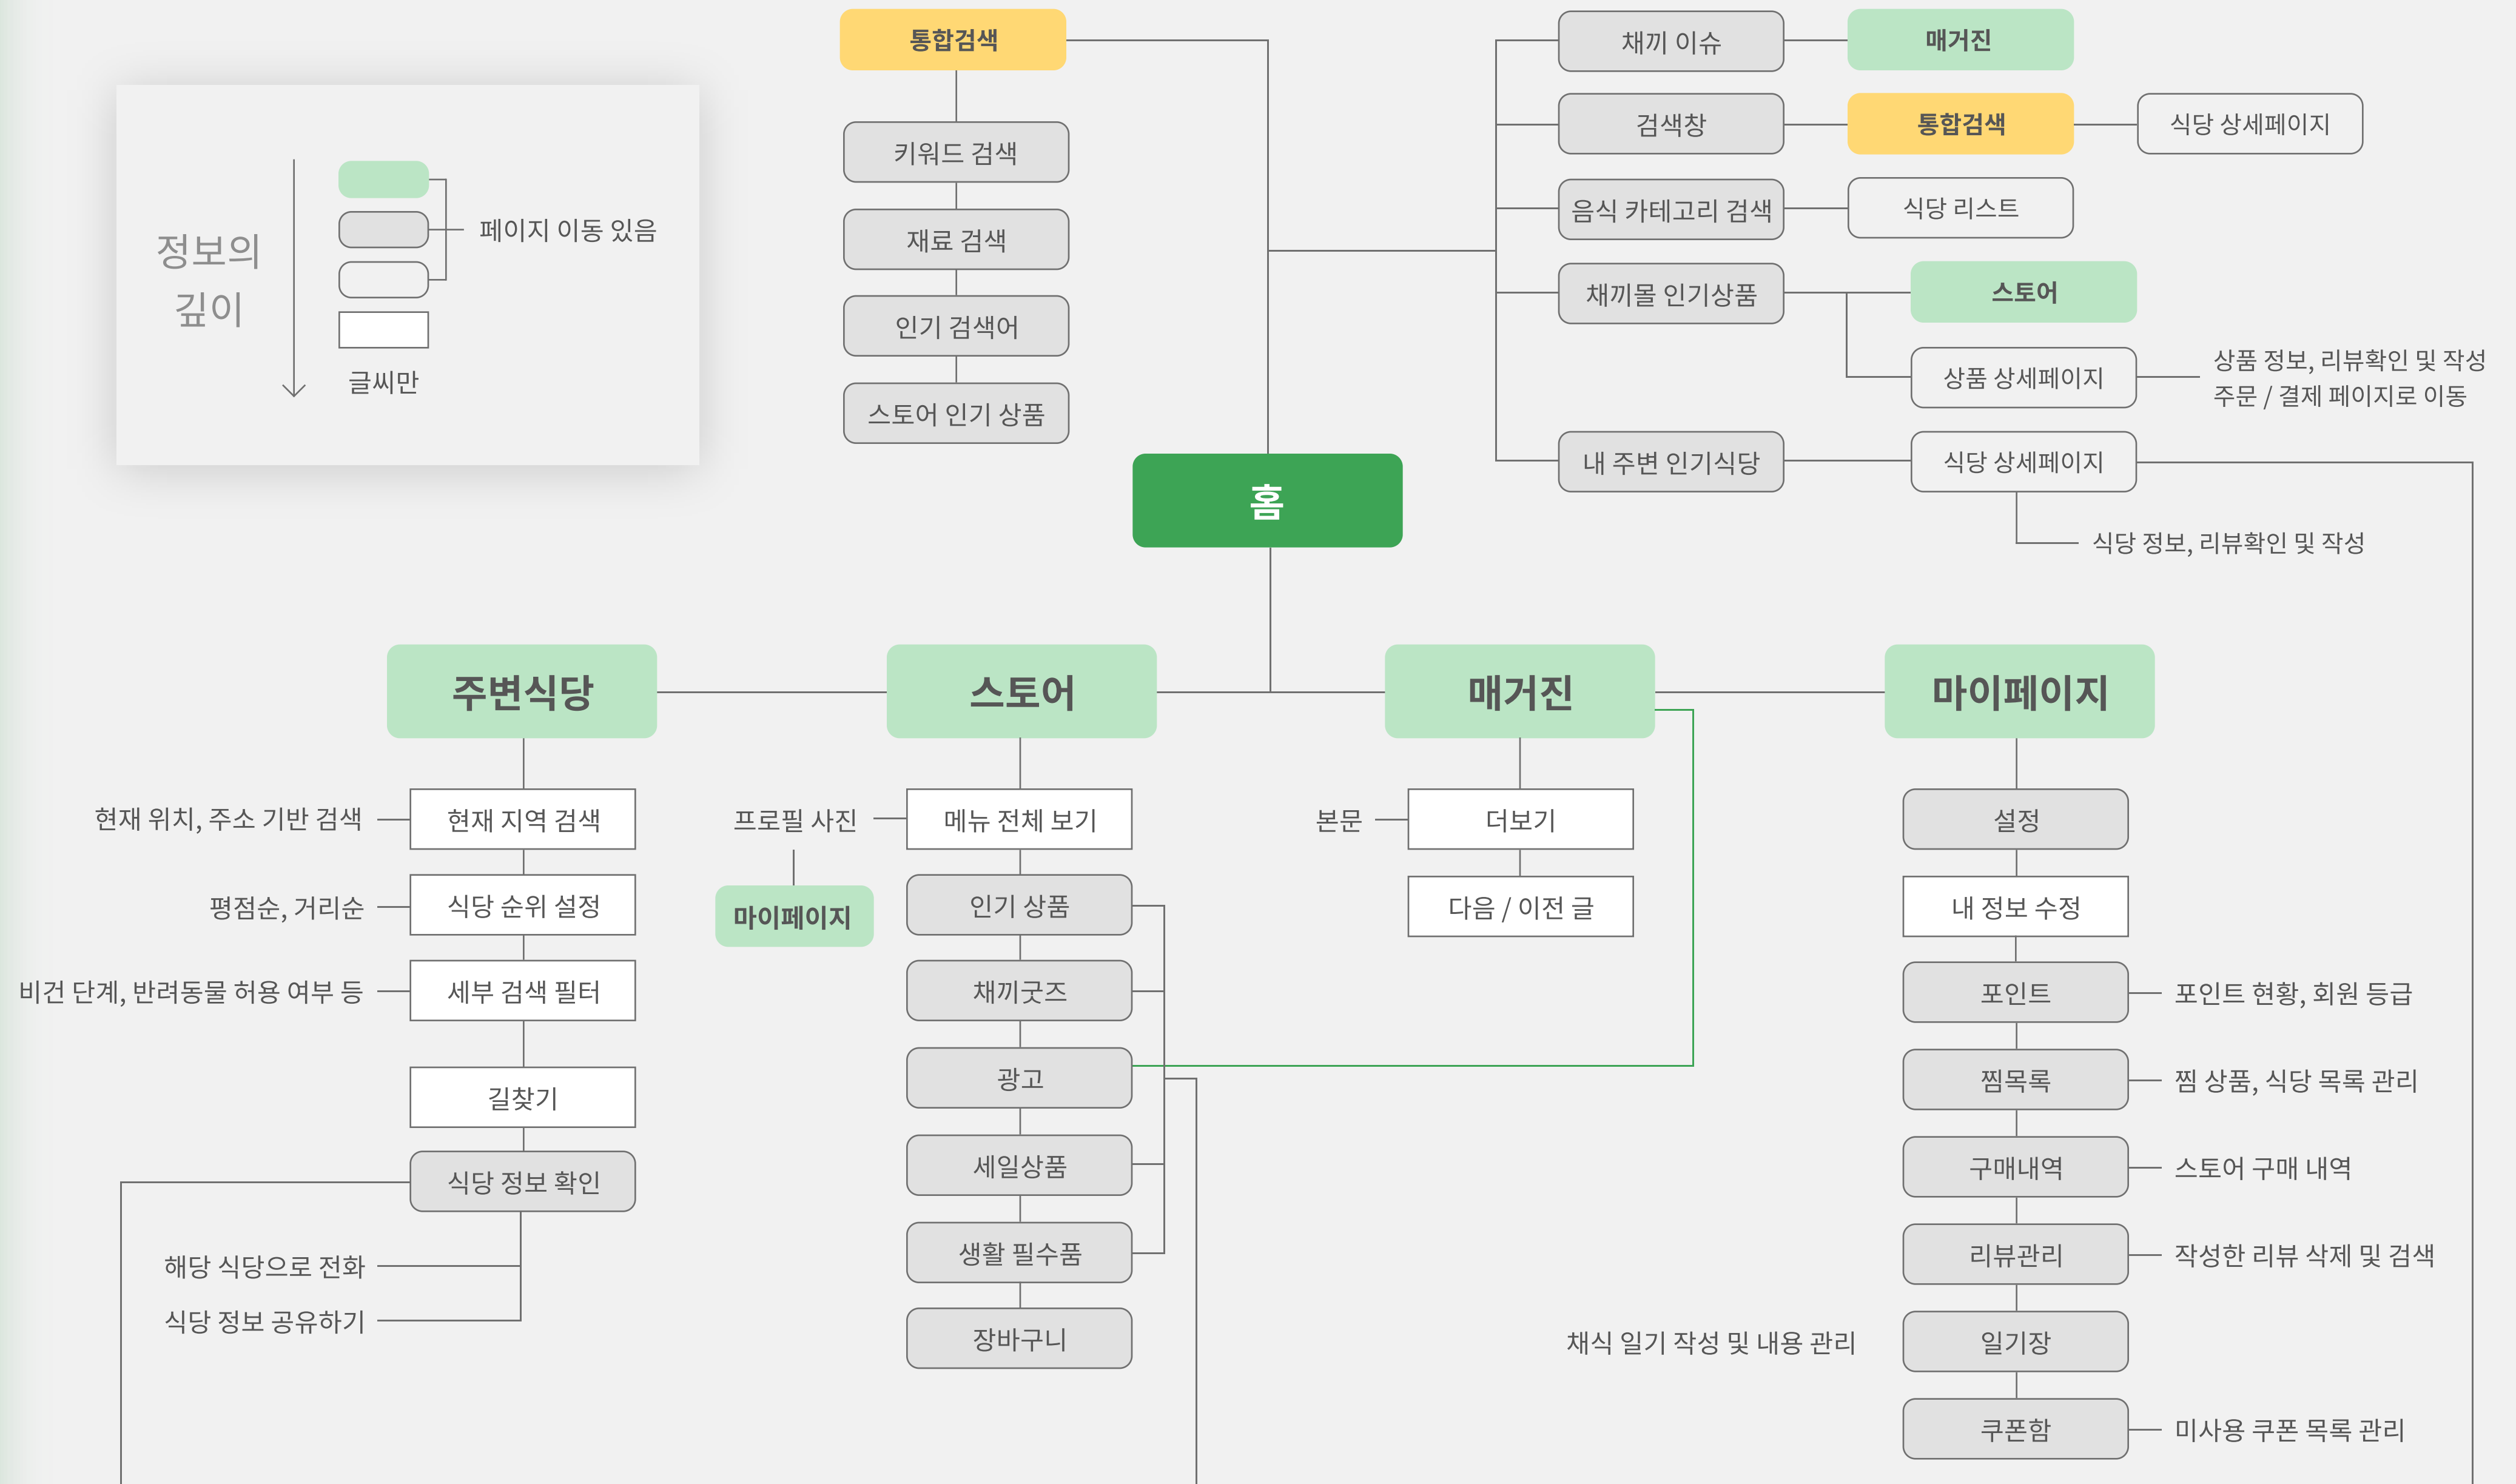 통합검색
키워드 검색
재료 검색
인기 검색어
스토어 인기 상품
채끼 이슈
매거진
검색창
통합검색
식당 상세페이지
음식 카테고리 검색
식당 리스트
채끼몰 인기상품
스토어
상품 상세페이지
상품 정보, 리뷰확인 및 작성
주문 / 결제 페이지로 이동
내 주변 인기식당
식당 상세페이지
식당 정보, 리뷰확인 및 작성
정보의
깊이
페이지 이동 있음
글씨만
홈
주변식당
스토어
매거진
마이페이지
현재 위치, 주소 기반 검색
현재 지역 검색
평점순, 거리순
식당 순위 설정
비건 단계, 반려동물 허용 여부 등
세부 검색 필터
길찾기
식당 정보 확인
해당 식당으로 전화
식당 정보 공유하기
프로필 사진
마이페이지
메뉴 전체 보기
인기 상품
채끼굿즈
광고
세일상품
생활 필수품
장바구니
본문
더보기
다음 / 이전 글
설정
내 정보 수정
포인트
포인트 현황, 회원 등급
찜목록
찜 상품, 식당 목록 관리
구매내역
스토어 구매 내역
리뷰관리
작성한 리뷰 삭제 및 검색
채식 일기 작성 및 내용 관리
일기장
쿠폰함
미사용 쿠폰 목록 관리